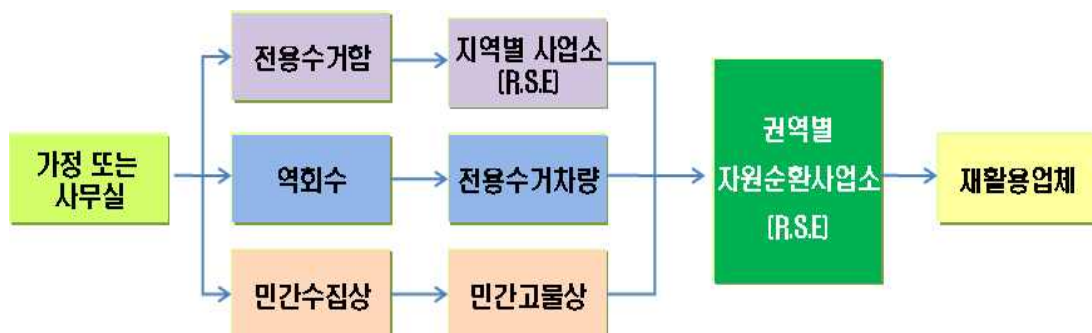 가정 또는
사무실
전용수거함
지역별 사업소
(R.S.E)
역회수
전용수거차량
민간수집상
민간고물상
권역별
자원순환사업소
(R.S.E)
재활용업체